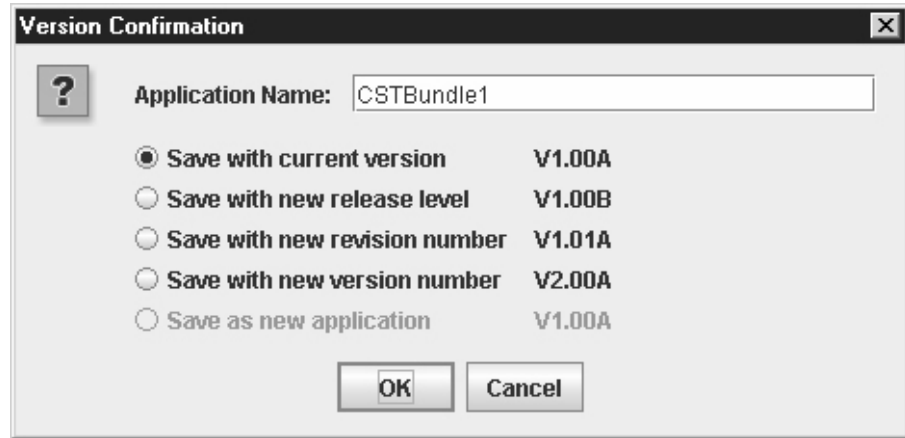 Version Confirmation
?
Application Name: CSTBundle1
Save with current version V1.00A
Save with new release level V1.00B
Save with new revision number V1.01A
Save with new version number V2.00A
Save as new application V1.00A
OK Cancel